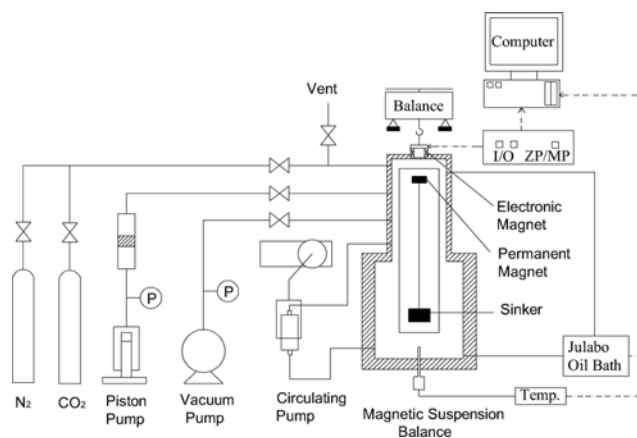 Computer
Vent
Balance
I/O ZP/MP
Electronic
Magnet
Permanent
Magnet
P
P
Sinker
Julabo
Oil Bath
Temp.
N2
CO2
Piston
Pump
Vacuum
Pump
Circulating
Pump
Magnetic Suspension
Balance